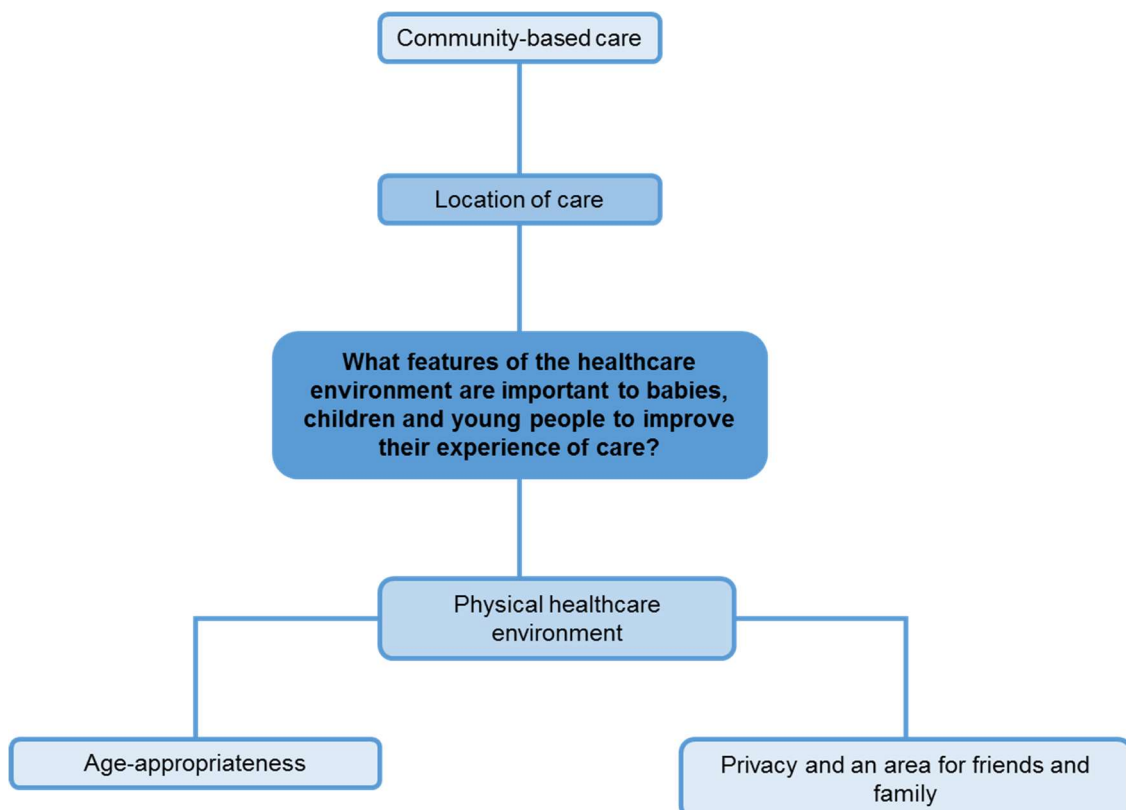 Community-based care
Location of care
What features of the healthcare
environment are important to babies,
children and young people to improve
their experience of care?
Physical healthcare
environment
Age-appropriateness
Privacy and an area for friends and
family